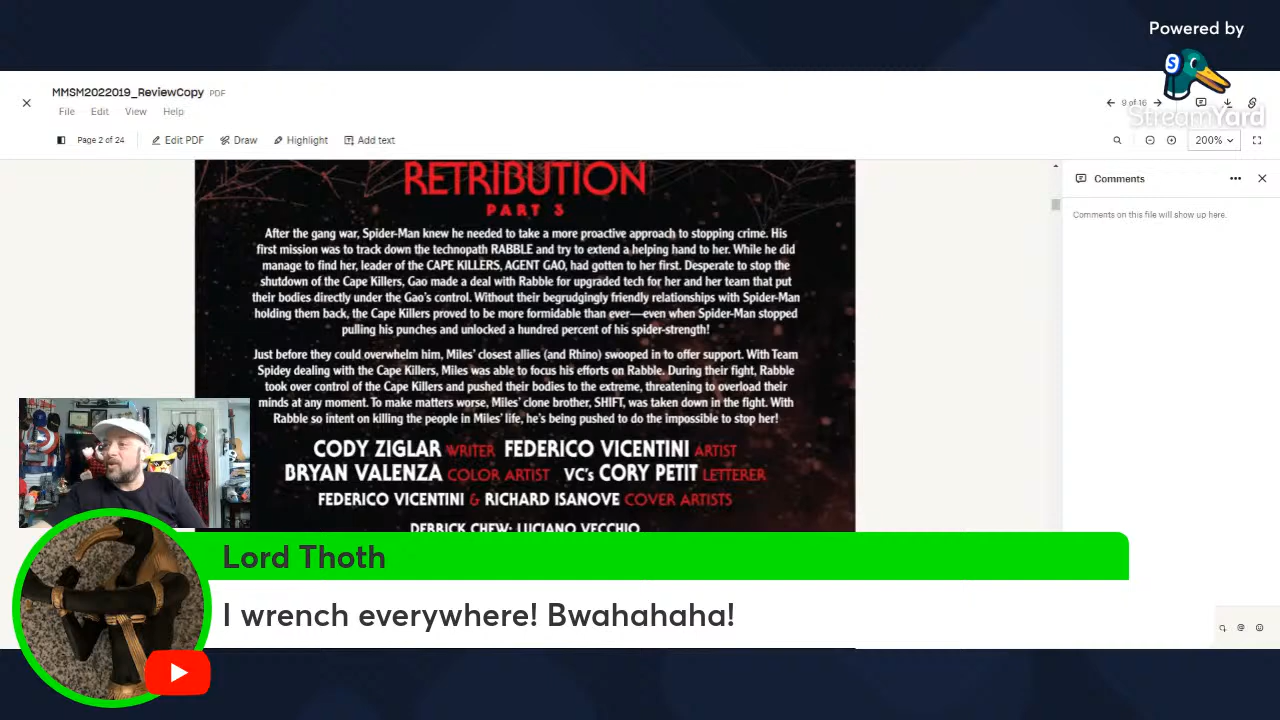 Powered by
StreamYard
MMSM2022019_ReviewCopy PDF
File Edit View Help
9 of 16
Page 2 of 24 Edit PDF Draw Highlight Add text 200%
Comments
Comments on this file will show up here.
RETRIBUTION
PART 3
After the gang war, Spider-Man knew he needed to take a more proactive approach to stopping crime. His
first mission was to track down the technopath RABBLE and try to extend a helping hand to her. While he did
manage to find her, leader of the CAPE KILLERS, AGENT GAO, had gotten to her first. Desperate to stop the
shutdown of the Cape Killers, Gao made a deal with Rabble for upgraded tech for her and her team that put
their bodies directly under the Gao's control. Without their begrudgingly friendly relationships with Spider-Man
holding them back, the Cape Killers proved to be more formidable than ever—even when Spider-Man stopped
pulling his punches and unlocked a hundred percent of his spider-strength!
Just before they could overwhelm him, Miles' closest allies (and Rhino) swooped in to offer support. With Team
Spidey dealing with the Cape Killers, Miles was able to focus his efforts on Rabble. During their fight, Rabble
took over control of the Cape Killers and pushed their bodies to the extreme, threatening to overload their
minds at any moment. To make matters worse, Miles' clone brother, SHIFT, was taken down in the fight. With
Rabble so intent on killing the people in Miles' life, he's being pushed to do the impossible to stop her!
CODY ZIGLAR WRITER FEDERICO VICENTINI ARTIST
BRYAN VALENZA COLOR ARTIST VC's CORY PETIT LETTERER
FEDERICO VICENTINI & RICHARD ISANOVE COVER ARTISTS
DERRICK CHEW; LUCIANO VECCHIO
Lord Thoth
I wrench everywhere! Bwahahaha!